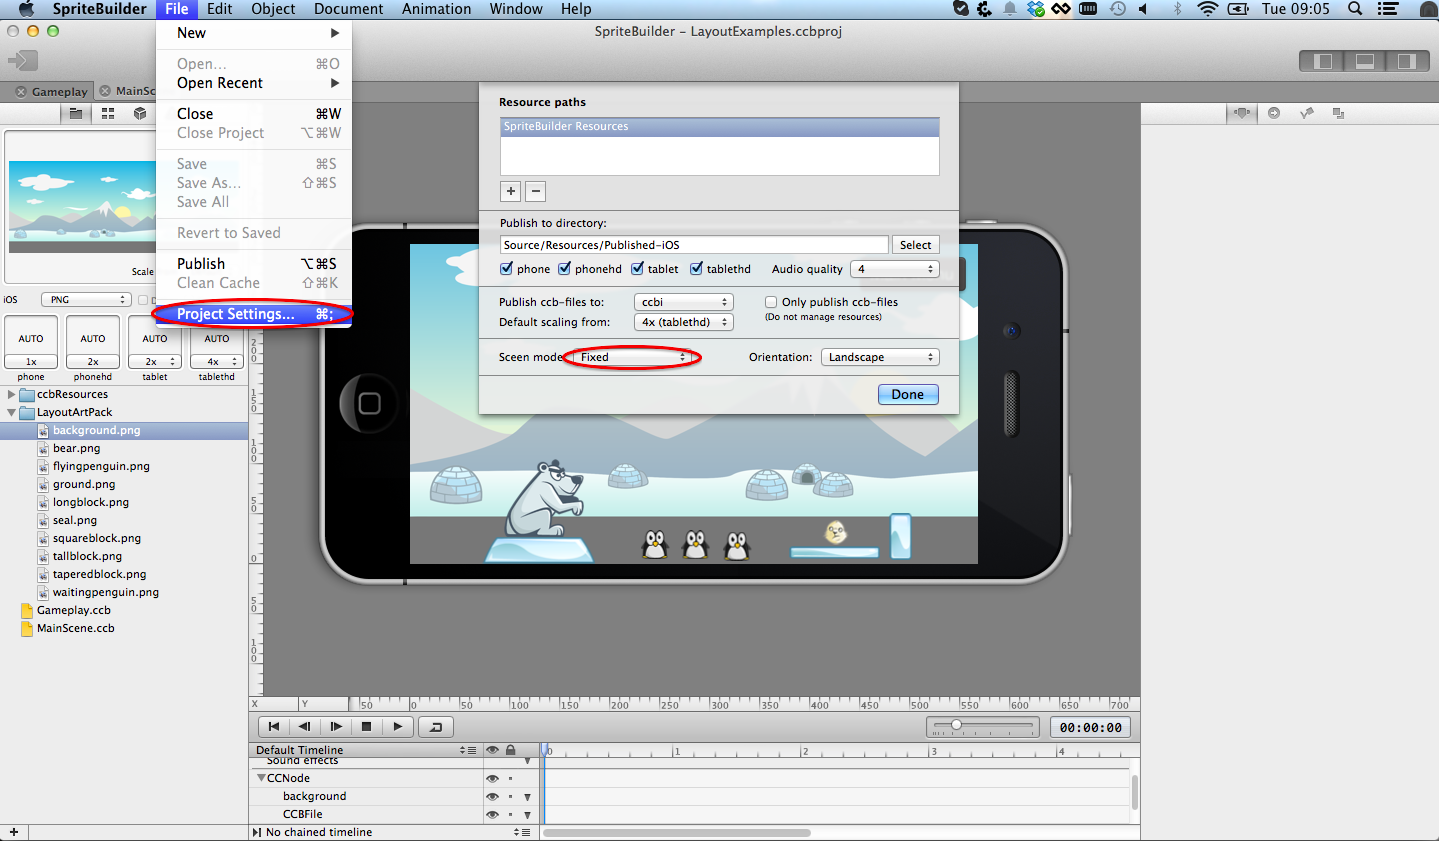 SpriteBuilder File Edit Object Document Animation Window Help Tue 09:05
SpriteBuilder – LayoutExamples.ccbproj
New
Open... ⌘O
Open Recent
Close ⌘W
Close Project ⌥⌘W
Save ⌘S
Save As... ⇧⌘S
Save All
Revert to Saved
Publish ⌥⌘S
Clean Cache ⇧⌘K
Project Settings... ⌘;
Gameplay MainSc
Scale
iOS PNG D
AUTO AUTO AUTO AUTO
1x 2x 2x 4x
phone phonehd tablet tablethd
ccbResources
LayoutArtPack
background.png
bear.png
flyingpenguin.png
ground.png
longblock.png
seal.png
squareblock.png
tallblock.png
taperedblock.png
waitingpenguin.png
Gameplay.ccb
MainScene.ccb
Resource paths
SpriteBuilder Resources
+ −
Publish to directory:
Source/Resources/Published-iOS Select
phone phonehd tablet tablethd Audio quality 4
Publish ccb-files to: ccbi Only publish ccb-files
(Do not manage resources)
Default scaling from: 4x (tablethd)
Sceen mode Fixed Orientation: Landscape
Done
150
100
50
0
50
100
X Y 50 0 50 100 150 200 250 300 350 400 450 500 550 600 650 700
00:00:00
Default Timeline 0 1 2 3 4
Sound effects
CCNode
background
CCBFile
+ No chained timeline